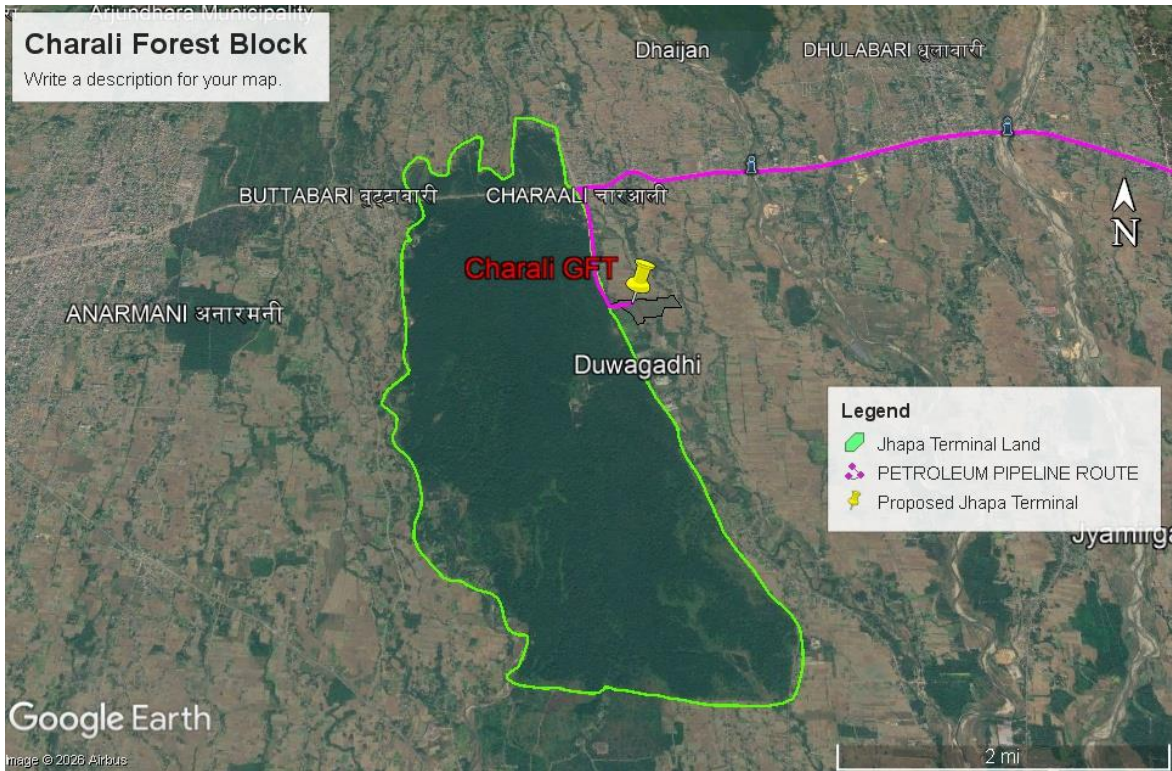 Arjundhara Municipality
Charali Forest Block
Write a description for your map.
Dhaijan
DHULABARI धुलाबारी
BUTTABARI बुट्टाबारी
CHARAALI चारआली
N
Charali GFT
ANARMANI अनारमनी
Duwagadhi
Legend
Jhapa Terminal Land
PETROLEUM PIPELINE ROUTE
Proposed Jhapa Terminal
Jyamirga
Google Earth
mage © 2026 Airbus
2 mi